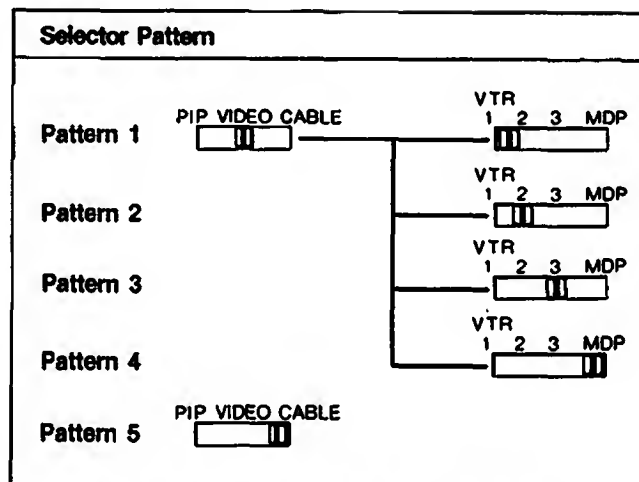 Selector Pattern
VTR
PIP VIDEO CABLE 1 2 3 MDP
Pattern 1
VTR
1 2 3 MDP
Pattern 2
VTR
1 2 3 MDP
Pattern 3
VTR
1 2 3 MDP
Pattern 4
PIP VIDEO CABLE
Pattern 5